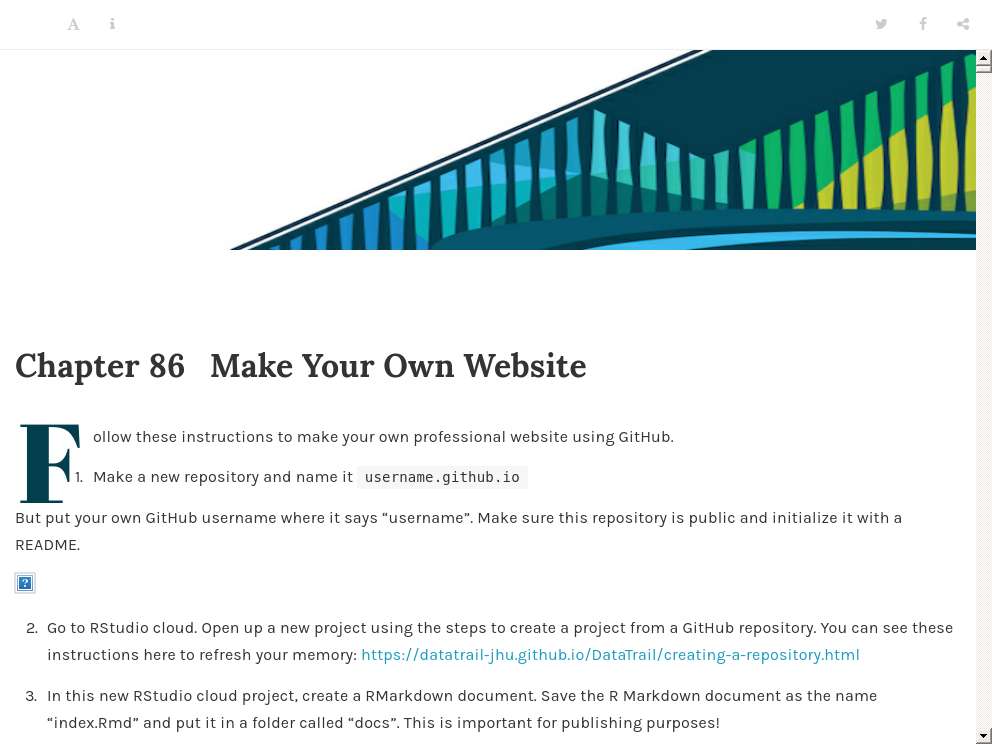 Chapter 86 Make Your Own Website
Follow these instructions to make your own professional website using GitHub.
1. Make a new repository and name it username.github.io
But put your own GitHub username where it says “username”. Make sure this repository is public and initialize it with a
README.
2. Go to RStudio cloud. Open up a new project using the steps to create a project from a GitHub repository. You can see these
instructions here to refresh your memory: https://datatrail-jhu.github.io/DataTrail/creating-a-repository.html
3. In this new RStudio cloud project, create a RMarkdown document. Save the R Markdown document as the name
“index.Rmd” and put it in a folder called “docs”. This is important for publishing purposes!